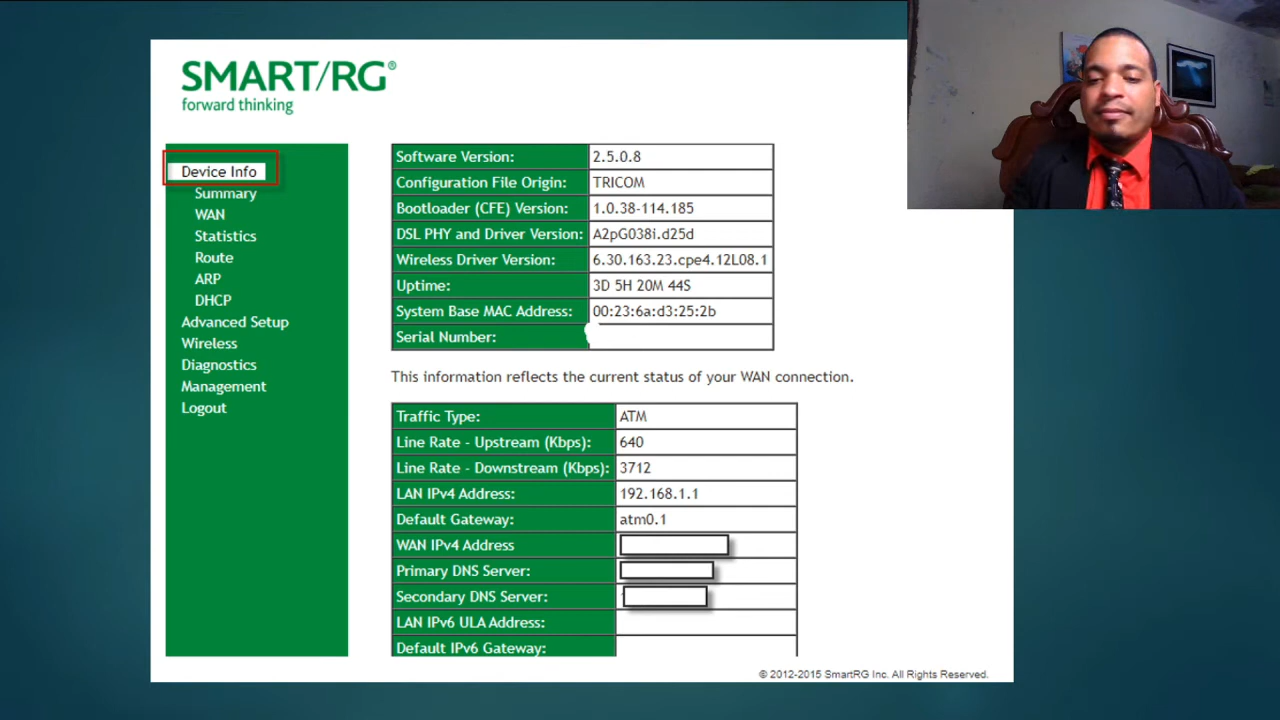 SMART/RG®
forward thinking
Device Info
Summary
WAN
Statistics
Route
ARP
DHCP
Advanced Setup
Wireless
Diagnostics
Management
Logout
Software Version: 2.5.0.8
Configuration File Origin: TRICOM
Bootloader (CFE) Version: 1.0.38-114.185
DSL PHY and Driver Version: A2pG038i.d25d
Wireless Driver Version: 6.30.163.23.cpe4.12L08.1
Uptime: 3D 5H 20M 44S
System Base MAC Address: 00:23:6a:d3:25:2b
Serial Number:
This information reflects the current status of your WAN connection.
Traffic Type: ATM
Line Rate - Upstream (Kbps): 640
Line Rate - Downstream (Kbps): 3712
LAN IPv4 Address: 192.168.1.1
Default Gateway: atm0.1
WAN IPv4 Address
Primary DNS Server:
Secondary DNS Server:
LAN IPv6 ULA Address:
Default IPv6 Gateway:
© 2012-2015 SmartRG Inc. All Rights Reserved.